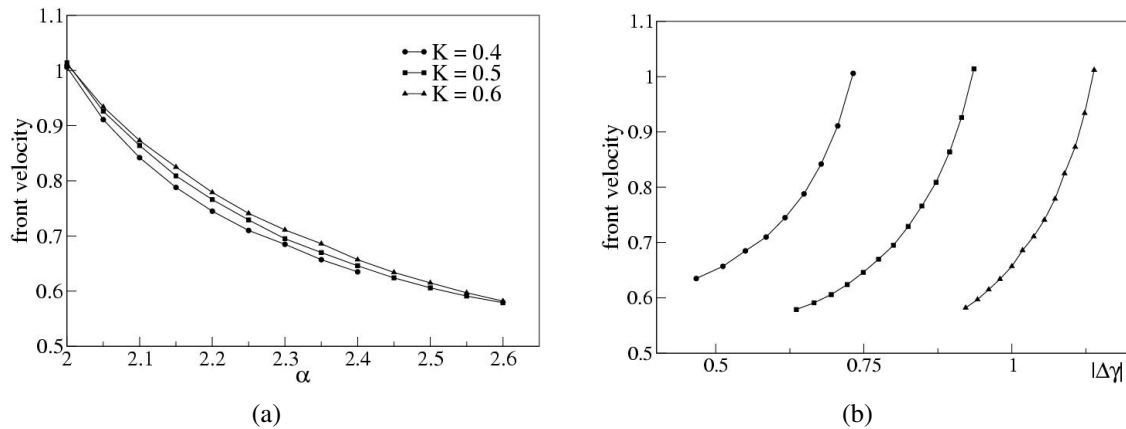 1.1
1
0.9
0.8
0.7
0.6
0.5
front velocity
2
2.1
2.2
2.3
2.4
2.5
2.6
α
K = 0.4
K = 0.5
K = 0.6
(a)
1.1
1
0.9
0.8
0.7
0.6
0.5
front velocity
0.5
0.75
1
|Δγ|
(b)